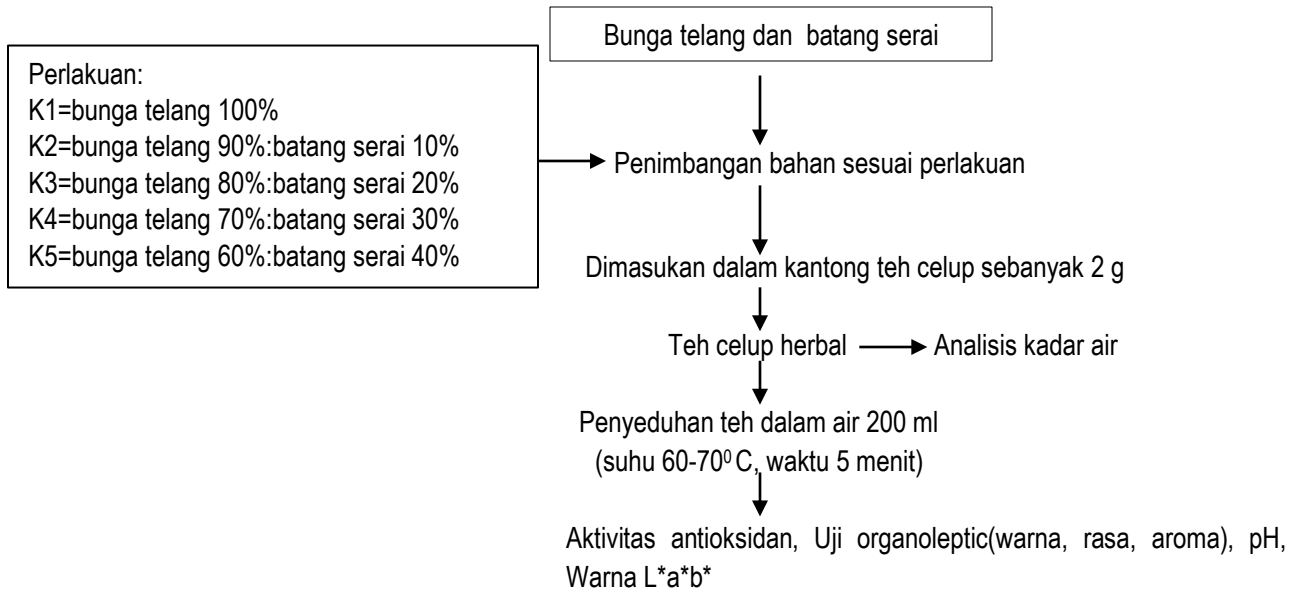 Bunga telang dan batang serai
Perlakuan:
K1=bunga telang 100%
K2=bunga telang 90%:batang serai 10%
K3=bunga telang 80%:batang serai 20%
K4=bunga telang 70%:batang serai 30%
K5=bunga telang 60%:batang serai 40%
Penimbangan bahan sesuai perlakuan
Dimasukan dalam kantong teh celup sebanyak 2 g
Teh celup herbal
Analisis kadar air
Penyeduhan teh dalam air 200 ml
(suhu 60-70⁰ C, waktu 5 menit)
Aktivitas antioksidan, Uji organoleptic(warna, rasa, aroma), pH,
Warna L*a*b*